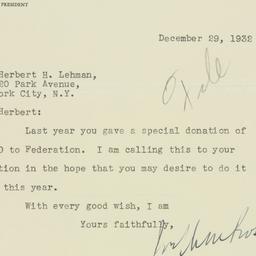 PRESIDENT
December 29, 1932
Herbert H. Lehman,
20 Park Avenue,
ork City, N.Y.
Herbert:
Last year you gave a special donation of
0 to Federation. I am calling this to your
tion in the hope that you may desire to do it
this year.
With every good wish, I am
Yours faithfully,